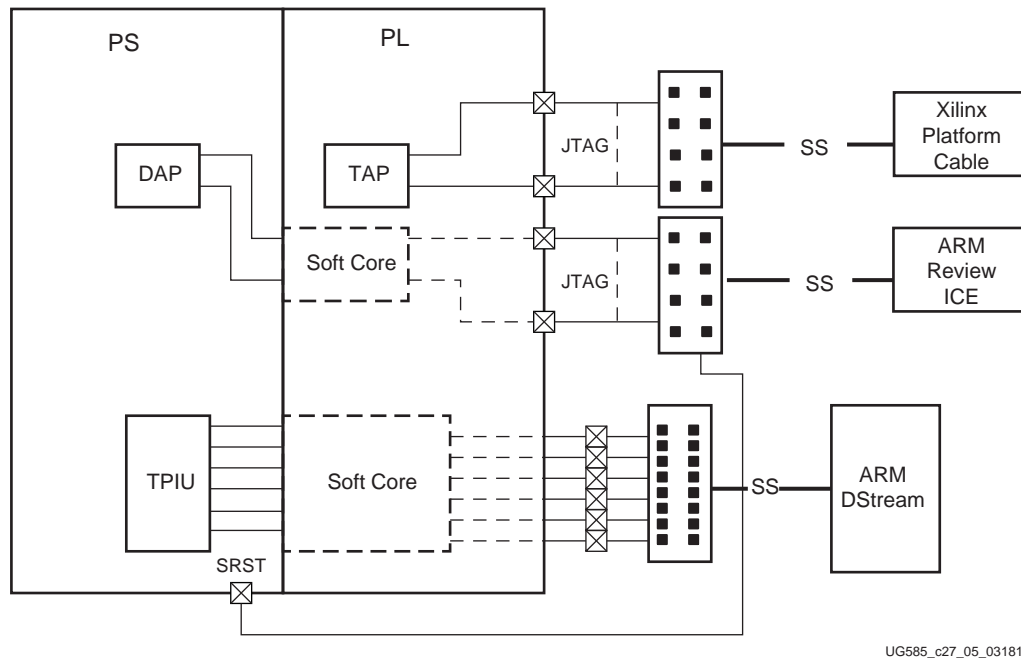 PS
PL
Xilinx
Platform
Cable
JTAG
SS
DAP
TAP
Soft Core
JTAG
SS
ARM
Review
ICE
TPIU
Soft Core
SS
ARM
DStream
SRST
UG585_c27_05_03181